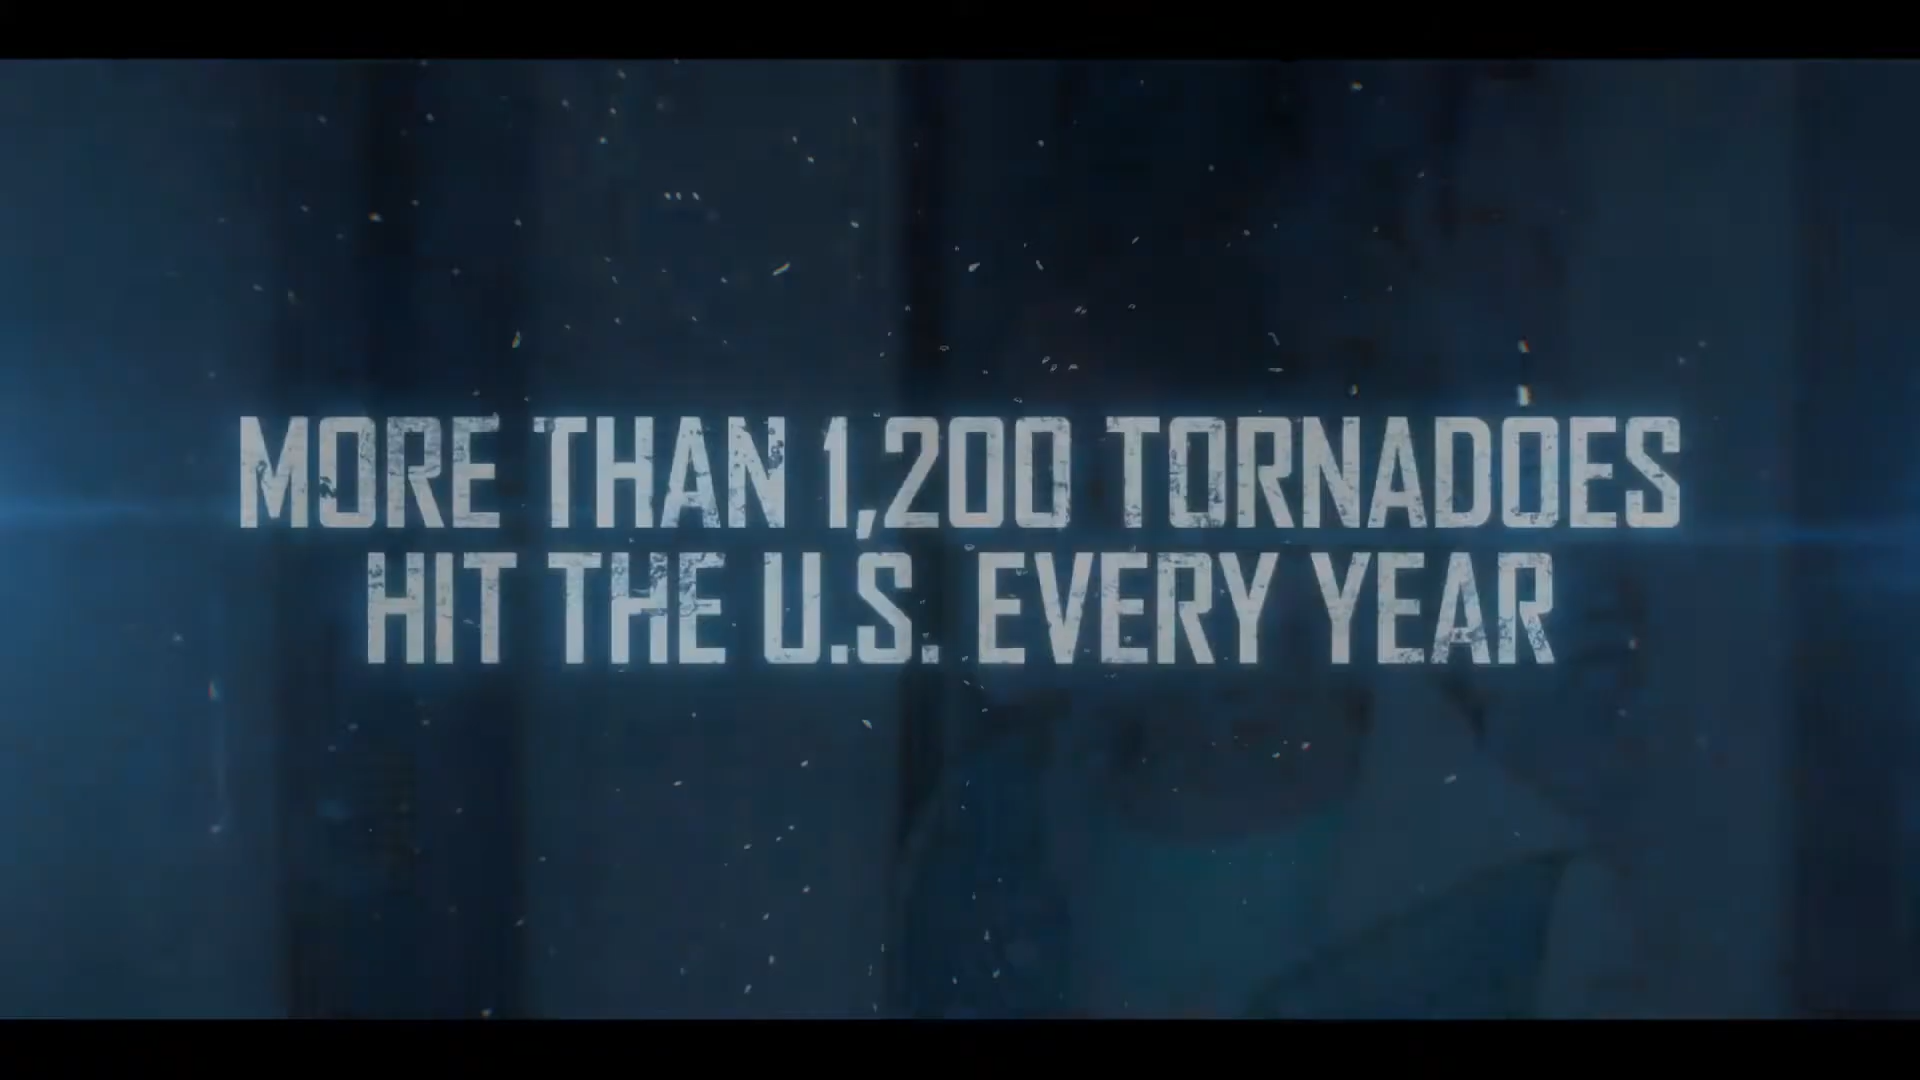 MORE THAN 1,200 TORNADOES
HIT THE U.S. EVERY YEAR